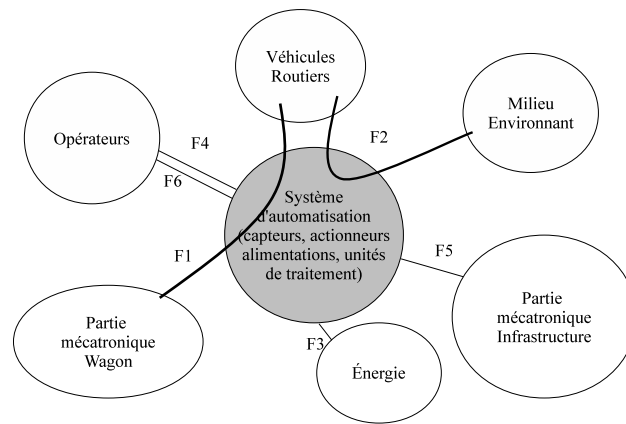 Véhicules
Routiers
Milieu
Environnant
Opérateurs
F4
F2
F6
Système
d'automatisation
(capteurs, actionneurs
alimentations, unités
de traitement)
F1
F5
Partie
mécatronique
Wagon
Partie
mécatronique
Infrastructure
F3
Énergie